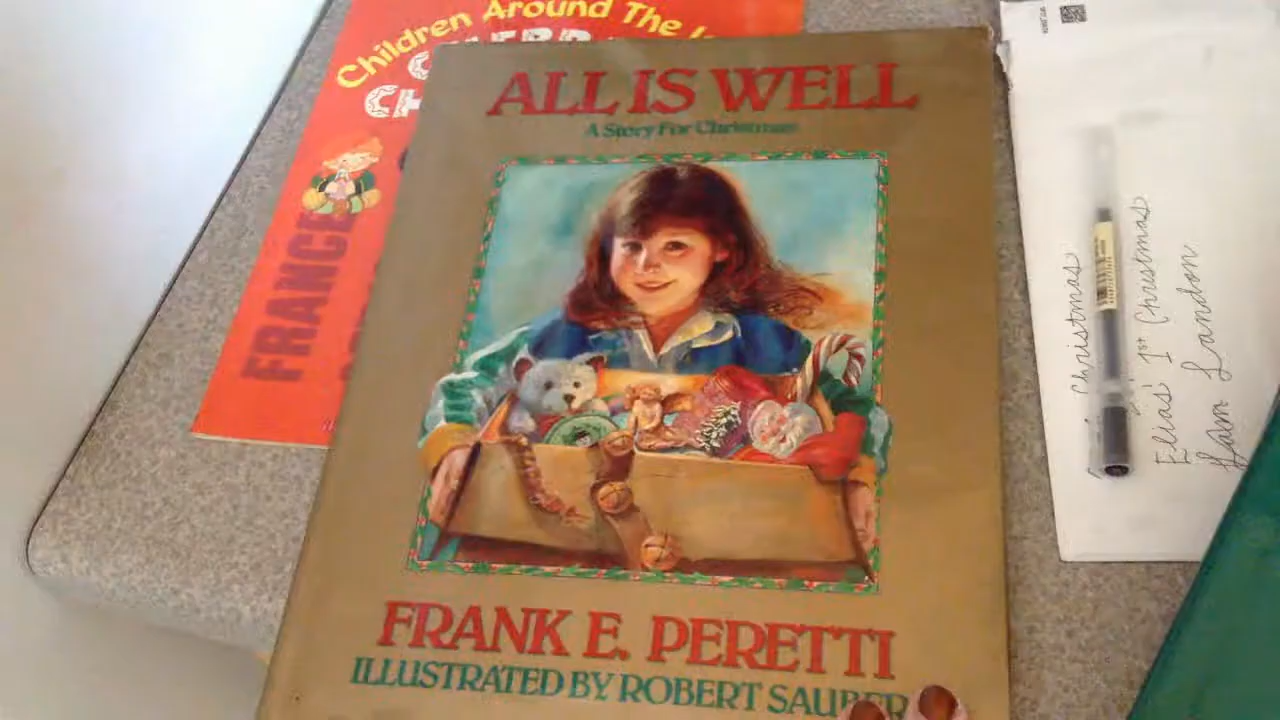 Children Around The
FRANCE
ALL IS WELL
A Story For Christmas
FRANK E. PERETTI
ILLUSTRATED BY ROBERT SAUBER
Christmas
Elias' 1st Christmas
Landon